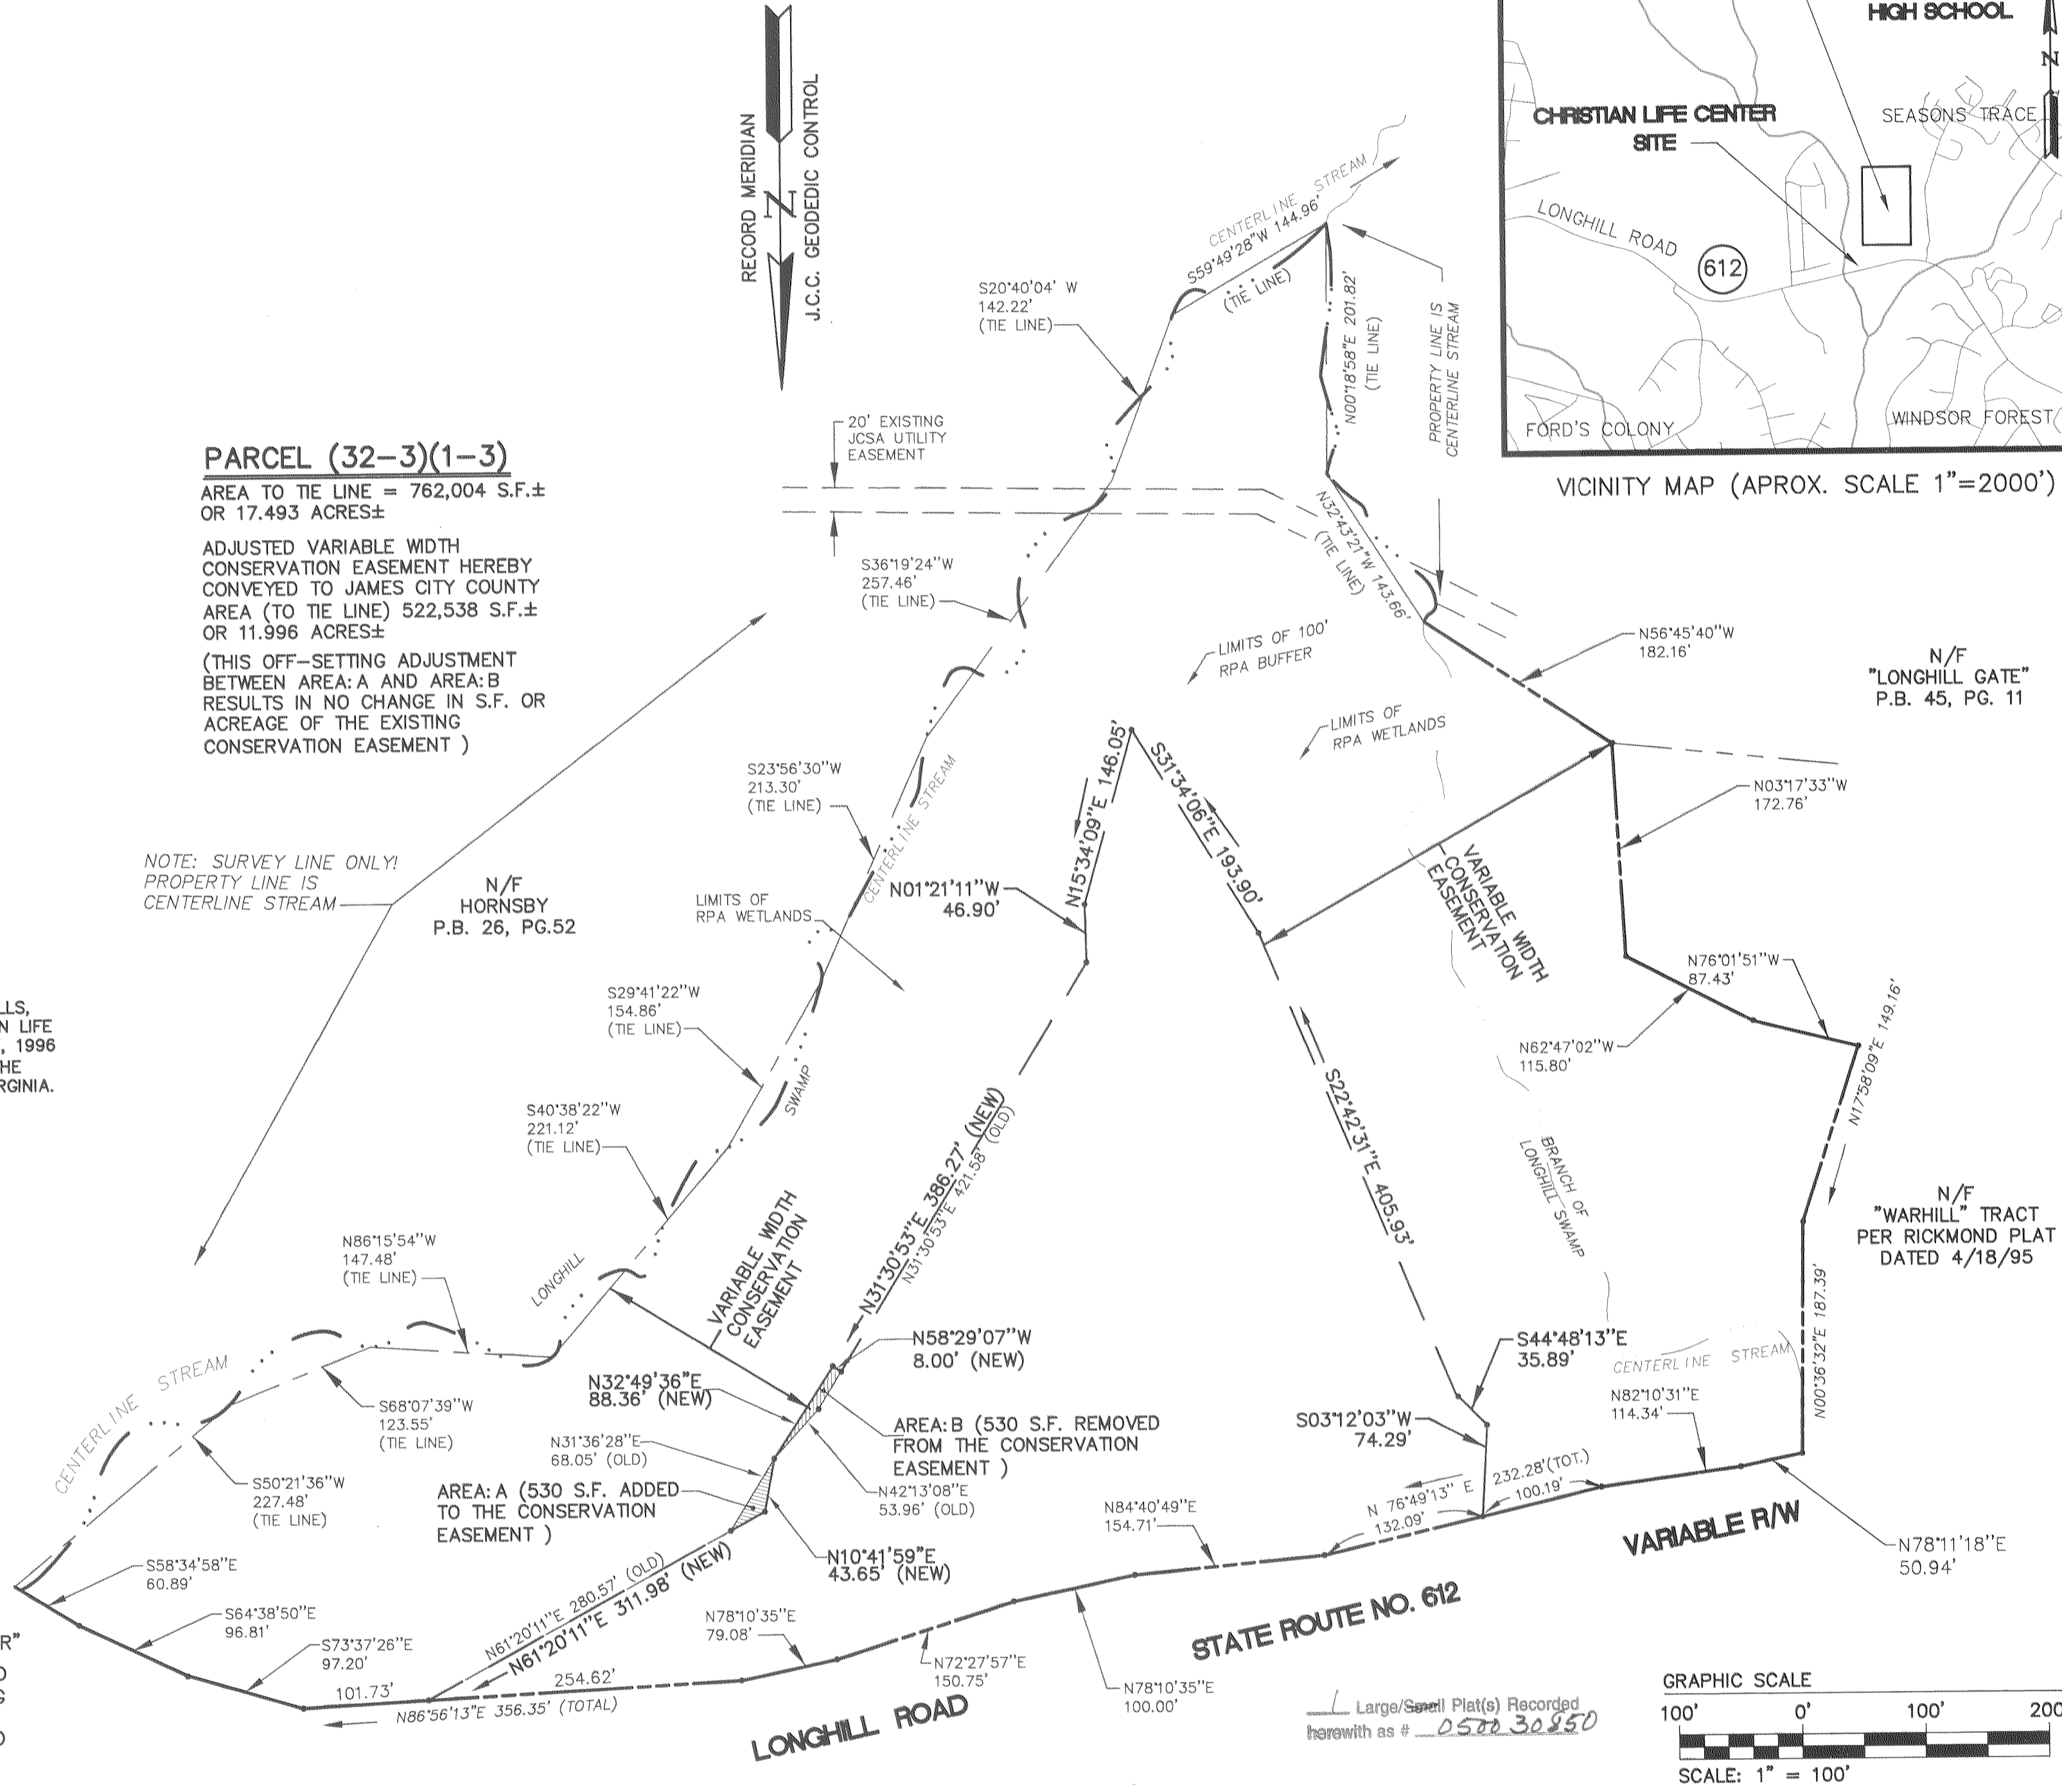 RECORD MERIDIAN
N
J.C.C. GEODEDIC CONTROL
HIGH SCHOOL
N
CHRISTIAN LIFE CENTER
SITE
SEASONS TRACE
LONGHILL ROAD
612
FORD'S COLONY
WINDSOR FOREST
VICINITY MAP (APROX. SCALE 1"=2000')
CENTERLINE STREAM
S59°49'28"W 144.96'
(TIE LINE)
S20°40'04' W
142.22'
(TIE LINE)
N00°18'58"E 201.82'
(TIE LINE)
PROPERTY LINE IS
CENTERLINE STREAM
20' EXISTING
JCSA UTILITY
EASEMENT
PARCEL (32-3)(1-3)
AREA TO TIE LINE = 762,004 S.F.±
OR 17.493 ACRES±
ADJUSTED VARIABLE WIDTH
CONSERVATION EASEMENT HEREBY
CONVEYED TO JAMES CITY COUNTY
AREA (TO TIE LINE) 522,538 S.F.±
OR 11.996 ACRES±
(THIS OFF-SETTING ADJUSTMENT
BETWEEN AREA: A AND AREA: B
RESULTS IN NO CHANGE IN S.F. OR
ACREAGE OF THE EXISTING
CONSERVATION EASEMENT )
N32°43'21"W 143.66'
(TIE LINE)
S36°19'24"W
257.46'
(TIE LINE)
LIMITS OF 100'
RPA BUFFER
N56°45'40"W
182.16'
N/F
"LONGHILL GATE"
P.B. 45, PG. 11
LIMITS OF
RPA WETLANDS
S23°56'30"W
213.30'
(TIE LINE)
CENTERLINE STREAM
N15°34'09"E 146.05'
S31°34'06"E 193.90'
N03°17'33"W
172.76'
NOTE: SURVEY LINE ONLY!
PROPERTY LINE IS
CENTERLINE STREAM
N/F
HORNSBY
P.B. 26, PG.52
LIMITS OF
RPA WETLANDS
N01°21'11"W
46.90'
VARIABLE WIDTH
CONSERVATION
EASEMENT
N76°01'51"W
87.43'
S29°41'22"W
154.86'
(TIE LINE)
N62°47'02"W
115.80'
N17°58'09"E 149.16'
LLS,
N LIFE
, 1996
HE
RGINIA.
SWAMP
S40°38'22"W
221.12'
(TIE LINE)
N31°30'53"E 386.27' (NEW)
N31°30'53"E 421.58' (OLD)
S22°42'31"E 405.93'
BRANCH OF
LONGHILL SWAMP
N/F
"WARHILL" TRACT
PER RICKMOND PLAT
DATED 4/18/95
N86°15'54"W
147.48'
(TIE LINE)
LONGHILL
VARIABLE WIDTH
CONSERVATION
EASEMENT
N00°36'32"E 187.39'
N58°29'07"W
8.00' (NEW)
S44°48'13"E
35.89'
CENTERLINE STREAM
CENTERLINE STREAM
N32°49'36"E
88.36' (NEW)
S68°07'39"W
123.55'
(TIE LINE)
N82°10'31"E
114.34'
AREA: B (530 S.F. REMOVED
FROM THE CONSERVATION
EASEMENT )
S03°12'03"W
74.29'
N31°36'28"E
68.05' (OLD)
S50°21'36"W
227.48'
(TIE LINE)
AREA: A (530 S.F. ADDED
TO THE CONSERVATION
EASEMENT )
N42°13'08"E
53.96' (OLD)
N84°40'49"E
154.71'
N 76°49'13" E
132.09'
232.28'(TOT.)
100.19'
VARIABLE R/W
N78°11'18"E
50.94'
N10°41'59"E
43.65' (NEW)
S58°34'58"E
60.89'
S64°38'50"E
96.81'
S73°37'26"E
97.20'
N61°20'11"E 280.57' (OLD)
N61°20'11"E 311.98' (NEW)
N78°10'35"E
79.08'
STATE ROUTE NO. 612
R"
O
G
O
101.73'
254.62'
N86°56'13"E 356.35' (TOTAL)
N72°27'57"E
150.75'
N78°10'35"E
100.00'
LONGHILL ROAD
1 Large/Small Plat(s) Recorded
herewith as # 050030850
GRAPHIC SCALE
100' 0' 100' 200
SCALE: 1" = 100'